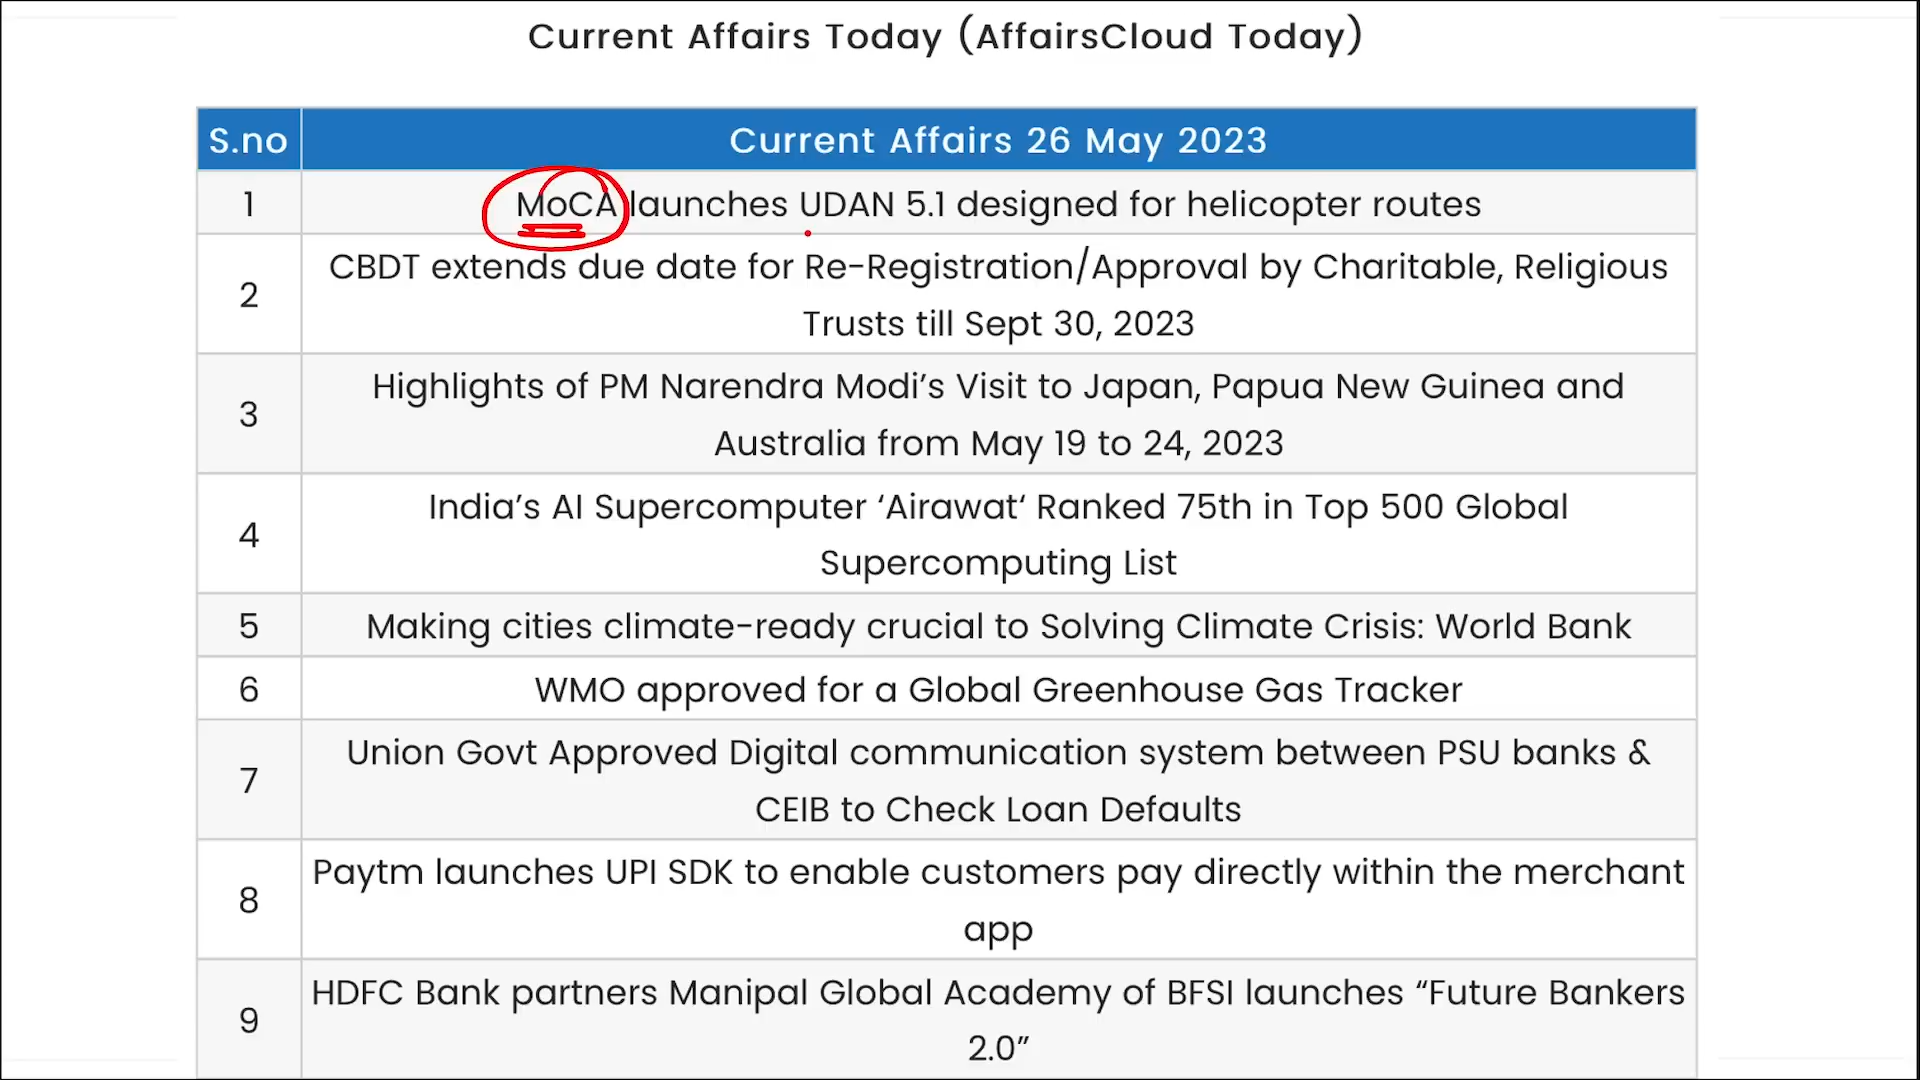 Current Affairs Today (AffairsCloud Today)
S.no Current Affairs 26 May 2023
1 MoCA launches UDAN 5.1 designed for helicopter routes
2 CBDT extends due date for Re-Registration/Approval by Charitable, Religious
Trusts till Sept 30, 2023
3 Highlights of PM Narendra Modi’s Visit to Japan, Papua New Guinea and
Australia from May 19 to 24, 2023
4 India’s AI Supercomputer ‘Airawat‘ Ranked 75th in Top 500 Global
Supercomputing List
5 Making cities climate-ready crucial to Solving Climate Crisis: World Bank
6 WMO approved for a Global Greenhouse Gas Tracker
7 Union Govt Approved Digital communication system between PSU banks &
CEIB to Check Loan Defaults
8 Paytm launches UPI SDK to enable customers pay directly within the merchant
app
9 HDFC Bank partners Manipal Global Academy of BFSI launches “Future Bankers
2.0”